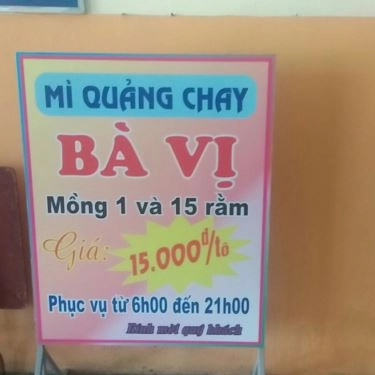 MÌ QUẢNG CHAY
BÀ VỊ
Mồng 1 và 15 rằm
Giá: 15.000đ/tô
Phục vụ từ 6h00 đến 21h00
Kính mời quý khách